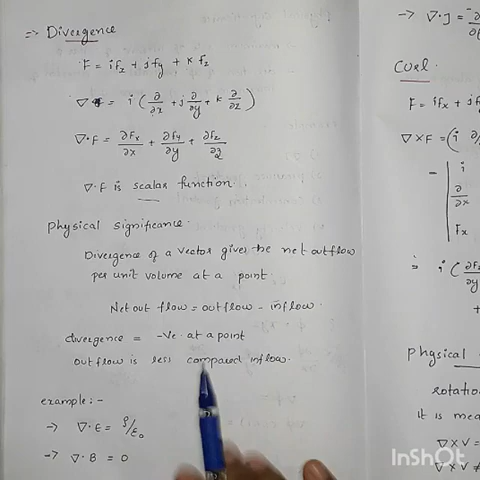 ⇒ Divergence
F = iFx + jFy + kFz
∇ = i(∂/∂x + j ∂/∂y + k ∂/∂z)
∇·F = ∂Fx/∂x + ∂Fy/∂y + ∂Fz/∂z
∇·F is scalar function.
Physical significance.
Divergence of a vector gives the net outflow
per unit volume at a point.
Net out flow = outflow - inflow.
divergence = -ve at a point
outflow is less compared inflow.
example:-
→ ∇·E = ρ/ε₀
→ ∇·B = 0
→ ∇·J = -∂
Curl.
F = iFx + jF
∇×F = (i ∂
i
∂/∂x
Fx
= i(∂Fz/∂y
Physical
rotation
it is mea
∇×V =
∇×V ≠
InShOt